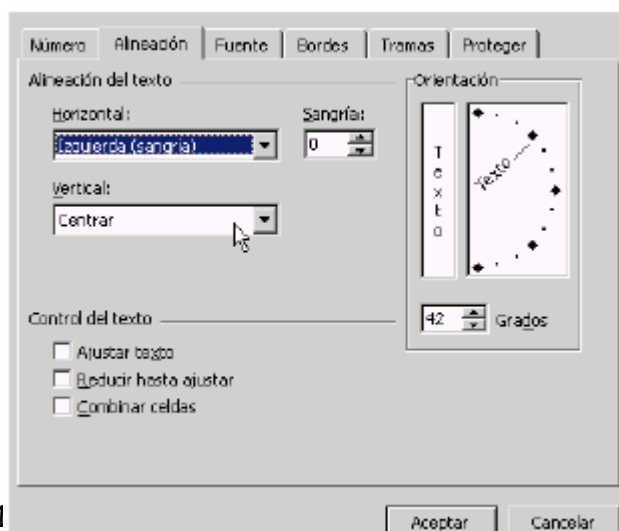 Número Alineación Fuente Bordes Tramas Proteger
Alineación del texto
Horizontal:
Izquierda (sangría)
Sangría:
0
Vertical:
Centrar
Orientación
Texto
Texto
42 Grados
Control del texto
Ajustar texto
Reducir hasta ajustar
Combinar celdas
Aceptar Cancelar